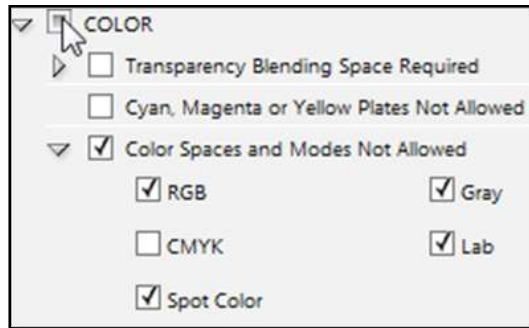 COLOR
Transparency Blending Space Required
Cyan, Magenta or Yellow Plates Not Allowed
Color Spaces and Modes Not Allowed
RGB Gray
CMYK Lab
Spot Color